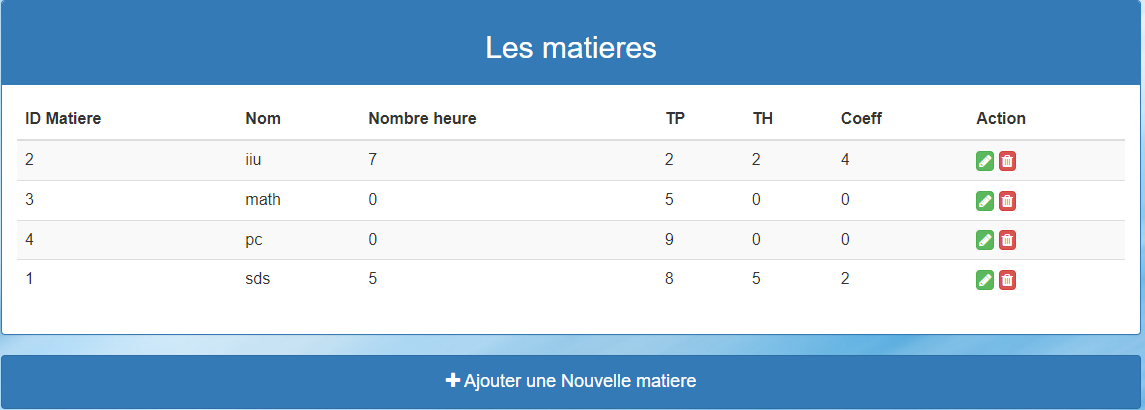 Les matieres
ID Matiere Nom Nombre heure TP TH Coeff Action
2 iiu 7 2 2 4
3 math 0 5 0 0
4 pc 0 9 0 0
1 sds 5 8 5 2
Ajouter une Nouvelle matiere